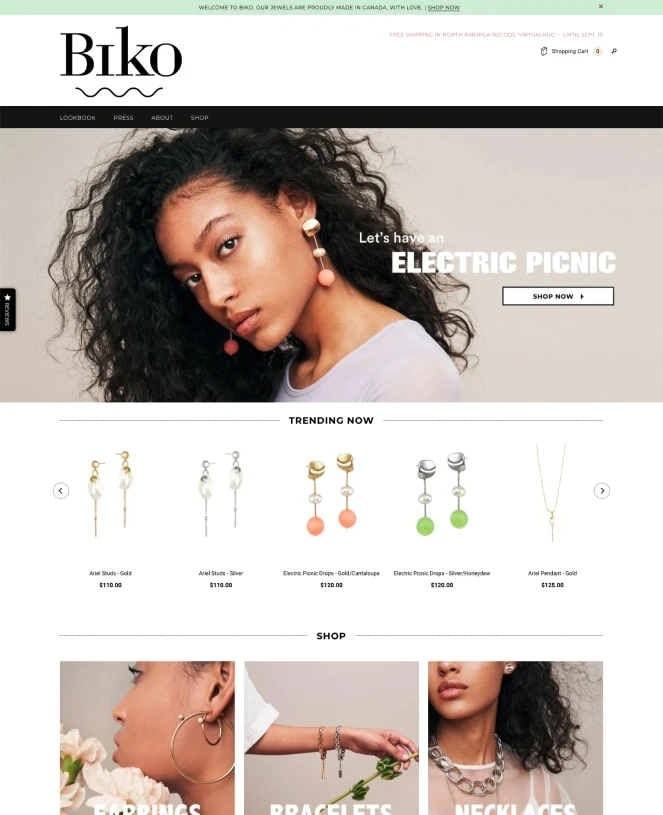 WELCOME TO BIKO. OUR JEWELS ARE PROUDLY MADE IN CANADA, WITH LOVE. | SHOP NOW
BIKO
FREE SHIPPING IN NORTH AMERICA W/CODE 'VIRTUALHUG' - UNTIL SEPT. 15
Shopping Cart 0
LOOKBOOK PRESS ABOUT SHOP
Let's have an
ELECTRIC PICNIC
SHOP NOW
REVIEWS
TRENDING NOW
Ariel Studs - Gold
$110.00
Ariel Studs - Silver
$110.00
Electric Picnic Drops - Gold/Cantaloupe
$120.00
Electric Picnic Drops - Silver/Honeydew
$120.00
Ariel Pendant - Gold
$125.00
SHOP
EARRINGS
BRACELETS
NECKLACES